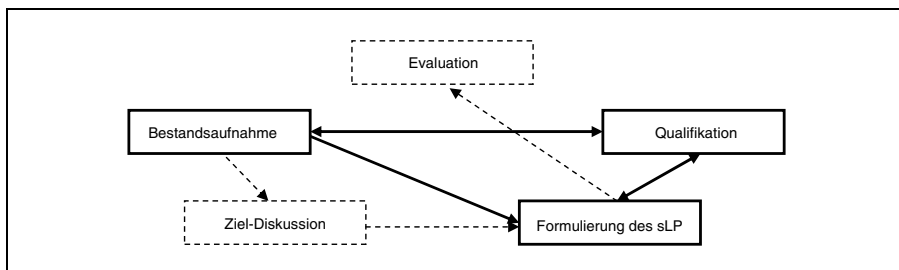 Evaluation
Bestandsaufnahme
Qualifikation
Ziel-Diskussion
Formulierung des sLP